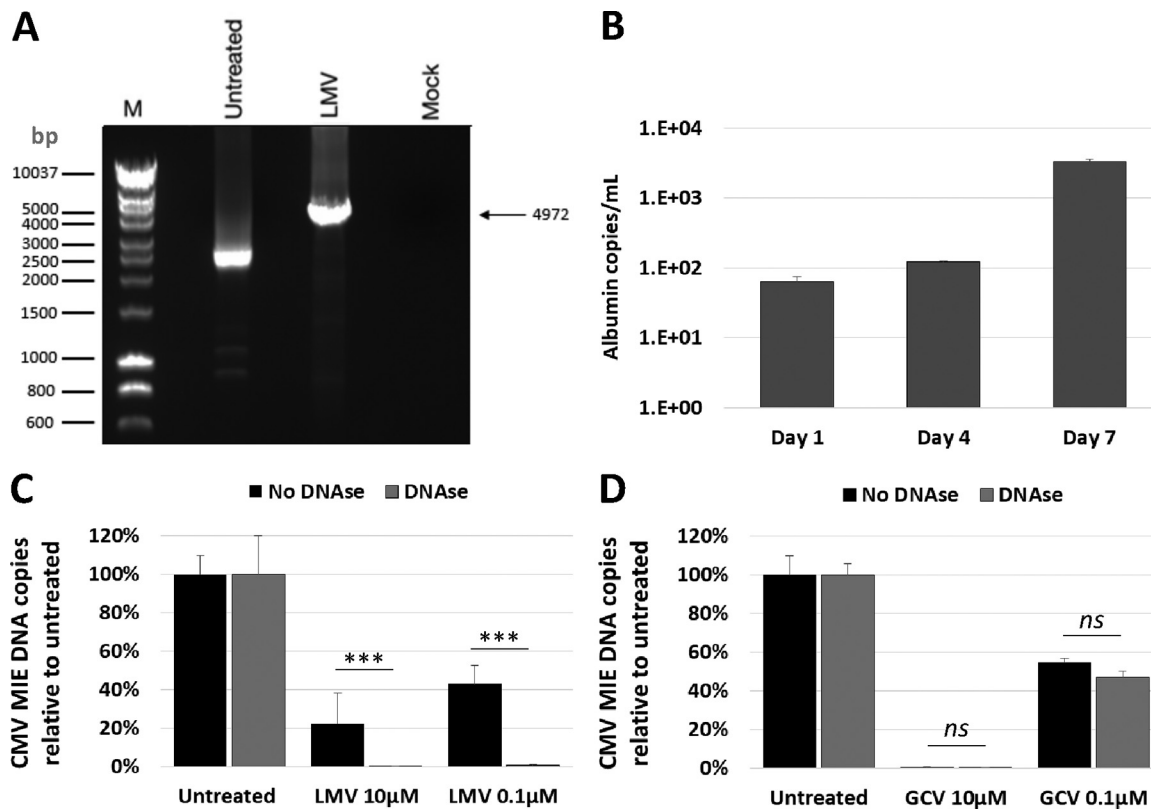 A
Untreated
LMV
Mock
M
bp
10037
5000
4000
3000
2500
2000
1500
1000
800
600
4972
B
Albumin copies/mL
1.E+04
1.E+03
1.E+02
1.E+01
1.E+00
Day 1 Day 4 Day 7
C
No DNAse DNAse
CMV MIE DNA copies
relative to untreated
120%
100%
80%
60%
40%
20%
0%
***
***
Untreated LMV 10µM LMV 0.1µM
D
No DNAse DNAse
CMV MIE DNA copies
relative to untreated
120%
100%
80%
60%
40%
20%
0%
ns
ns
Untreated GCV 10µM GCV 0.1µM